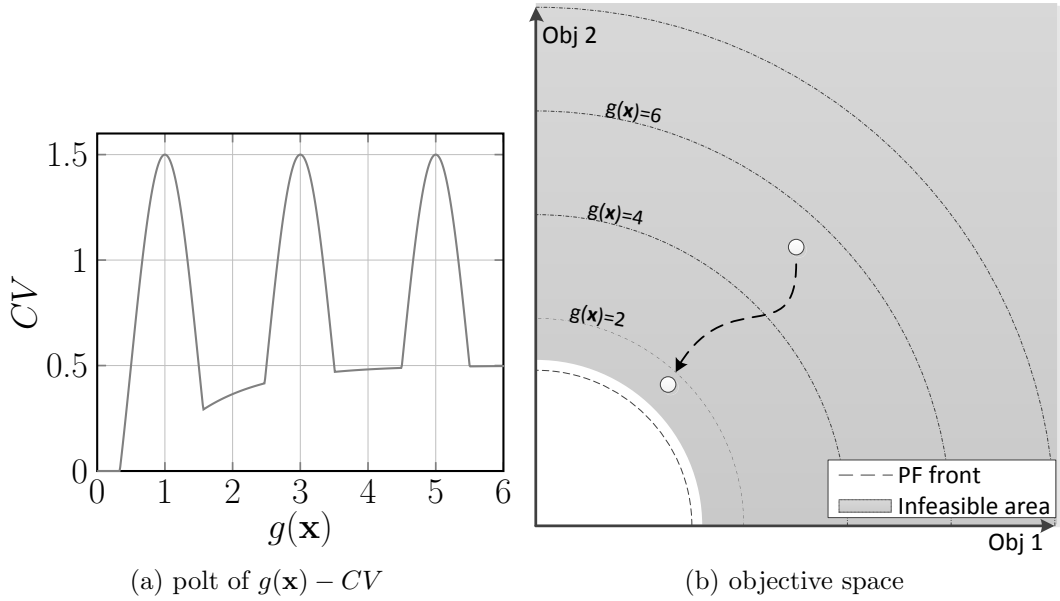 1.5
1
0.5
0
0 1 2 3 4 5 6
CV
g(x)
(a) polt of g(x) − CV
Obj 2
g(x)=6
g(x)=4
g(x)=2
PF front
Infeasible area
Obj 1
(b) objective space